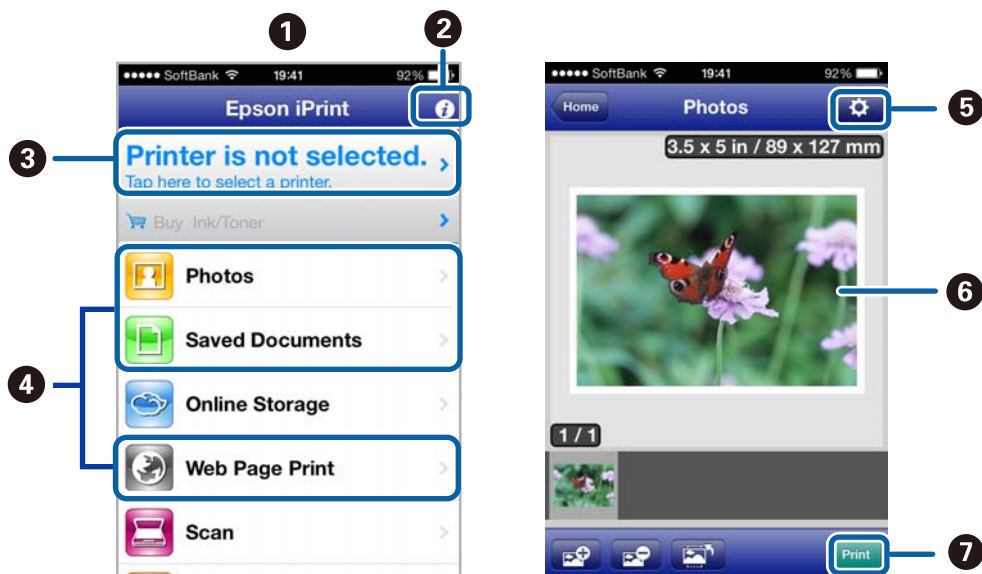 1
2
●●●●● SoftBank 19:41 92%
Epson iPrint
3
Printer is not selected.
Tap here to select a printer.
Buy Ink/Toner
Photos
Saved Documents
4
Online Storage
Web Page Print
Scan
●●●●● SoftBank 19:41 92%
Home Photos
5
3.5 x 5 in / 89 x 127 mm
6
1 / 1
Print
7